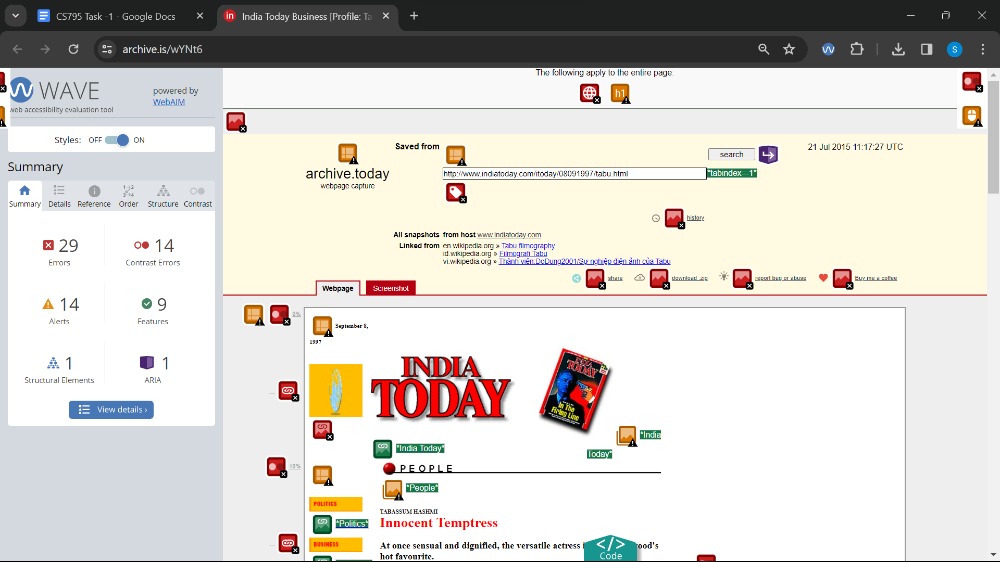 CS795 Task -1 - Google Docs
in India Today Business [Profile: Ta
archive.is/wYNt6
S
WAVE
web accessibility evaluation tool
powered by
WebAIM
Styles: OFF ON
Summary
Summary
Details
Reference
Order
Structure
Contrast
29
Errors
14
Contrast Errors
14
Alerts
9
Features
1
Structural Elements
1
ARIA
View details ›
The following apply to the entire page:
h1
archive.today
webpage capture
Saved from
search
21 Jul 2015 11:17:27 UTC
http://www.indiatoday.com/itoday/08091997/tabu.html
*tabindex=-1*
history
All snapshots from host www.indiatoday.com
Linked from en.wikipedia.org » Tabu filmography
id.wikipedia.org » Filmografi Tabu
vi.wikipedia.org » Thành viên:DoDung2001/Sự nghiệp điện ảnh của Tabu
share
download .zip
report bug or abuse
Buy me a coffee
Webpage
Screenshot
0%
September 8,
1997
INDIA
TODAY
INDIA
TODAY
In The
Firing Line
*India
Today*
*India Today*
10%
PEOPLE
*People*
POLITICS
*Politics*
BUSINESS
TABASSUM HASHMI
Innocent Temptress
At once sensual and dignified, the versatile actress i
ood's
hot favourite.
</>
Code